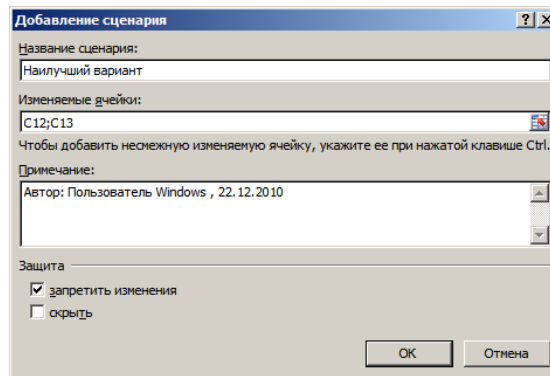 Добавление сценария
Название сценария:
Наилучший вариант
Изменяемые ячейки:
C12;C13
Чтобы добавить несмежную изменяемую ячейку, укажите ее при нажатой клавише Ctrl.
Примечание:
Автор: Пользователь Windows , 22.12.2010
Защита
запретить изменения
скрыть
ОК
Отмена